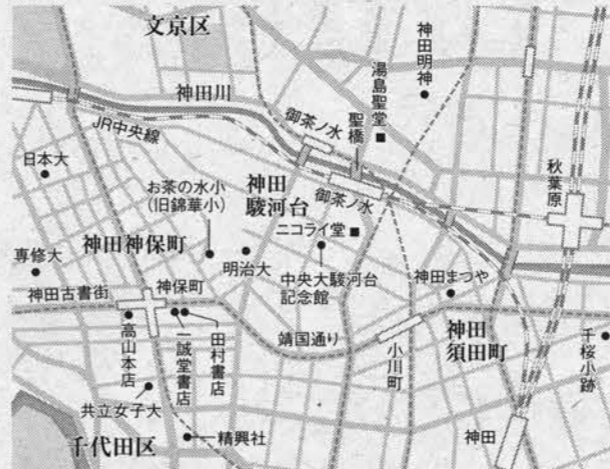 文京区
神田川
JR中央線
御茶ノ水
聖橋
湯島聖堂
神田明神
秋葉原
日本大
お茶の水小
(旧錦華小)
神田
駿河台
御茶ノ水
ニコライ堂
神田神保町
専修大
明治大
中央大駿河台
記念館
神田まつや
神田古書街
神保町
靖国通り
小川町
神田
須田町
千桜小跡
高山本店
一誠堂書店
田村書店
共立女子大
精興社
神田
千代田区